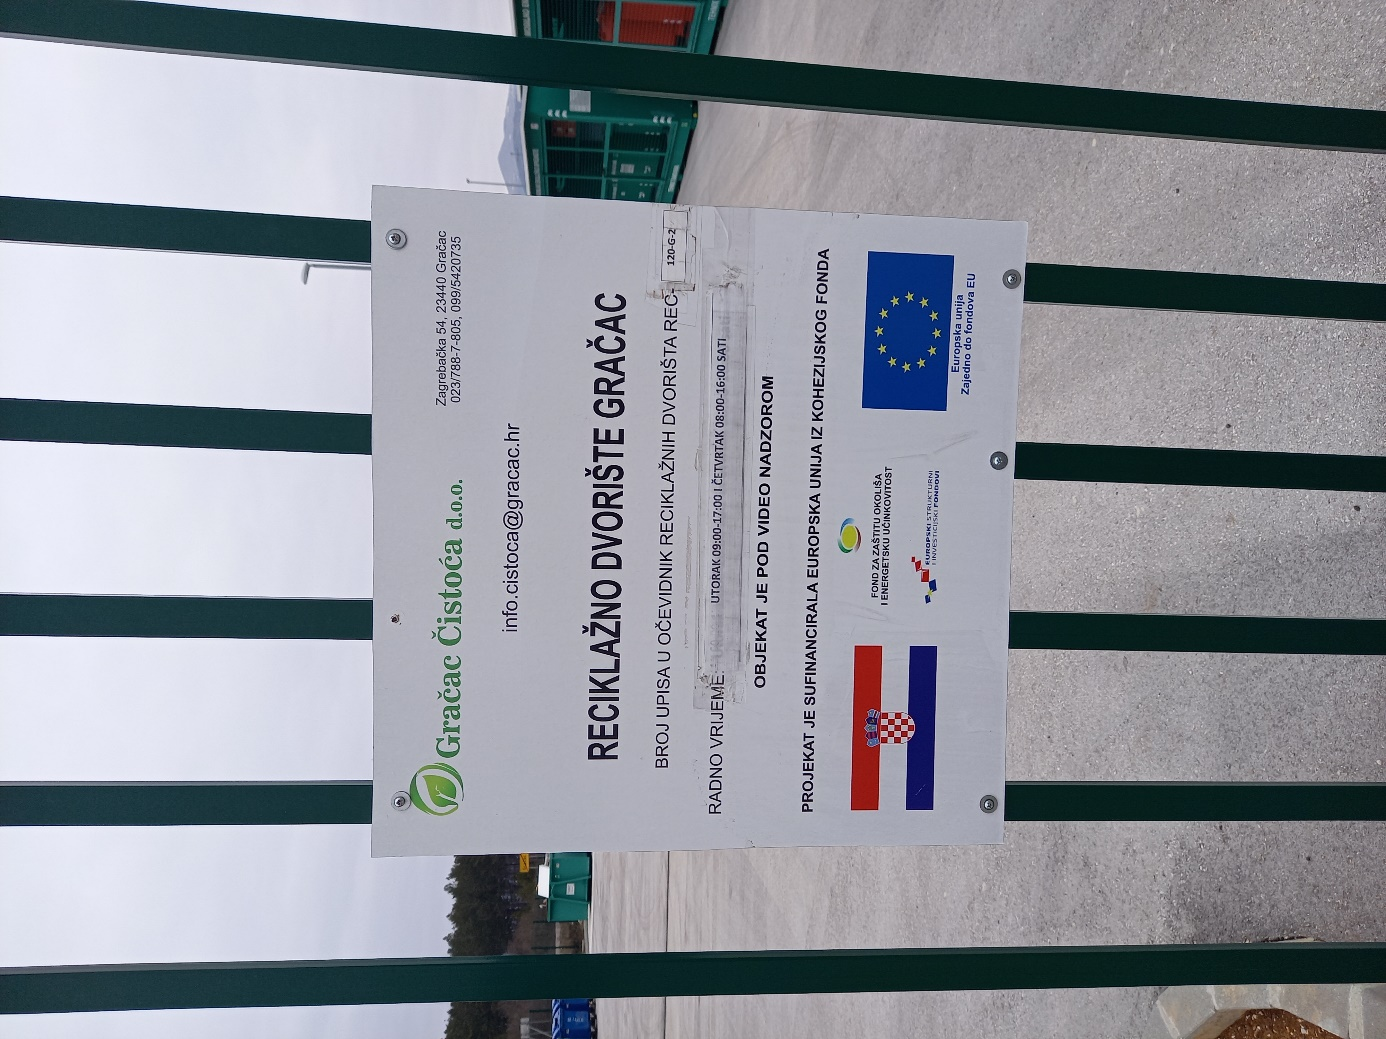 Gračac Čistoća d.o.o.
Zagrebačka 54, 23440 Gračac
023/788-7-805, 099/5420735
info.cistoca@gracac.hr
RECIKLAŽNO DVORIŠTE GRAČAC
BROJ UPISA U OČEVIDNIK RECIKLAŽNIH DVORIŠTA REC- 120-G-2
RADNO VRIJEME: UTORAK 09:00-17:00 I ČETVRTAK 08:00-16:00 SATI
OBJEKAT JE POD VIDEO NADZOROM
PROJEKAT JE SUFINANCIRALA EUROPSKA UNIJA IZ KOHEZIJSKOG FONDA
FOND ZA ZAŠTITU OKOLIŠA
I ENERGETSKU UČINKOVITOST
EUROPSKI STRUKTURNI
I INVESTICIJSKI FONDOVI
Europska unija
Zajedno do fondova EU